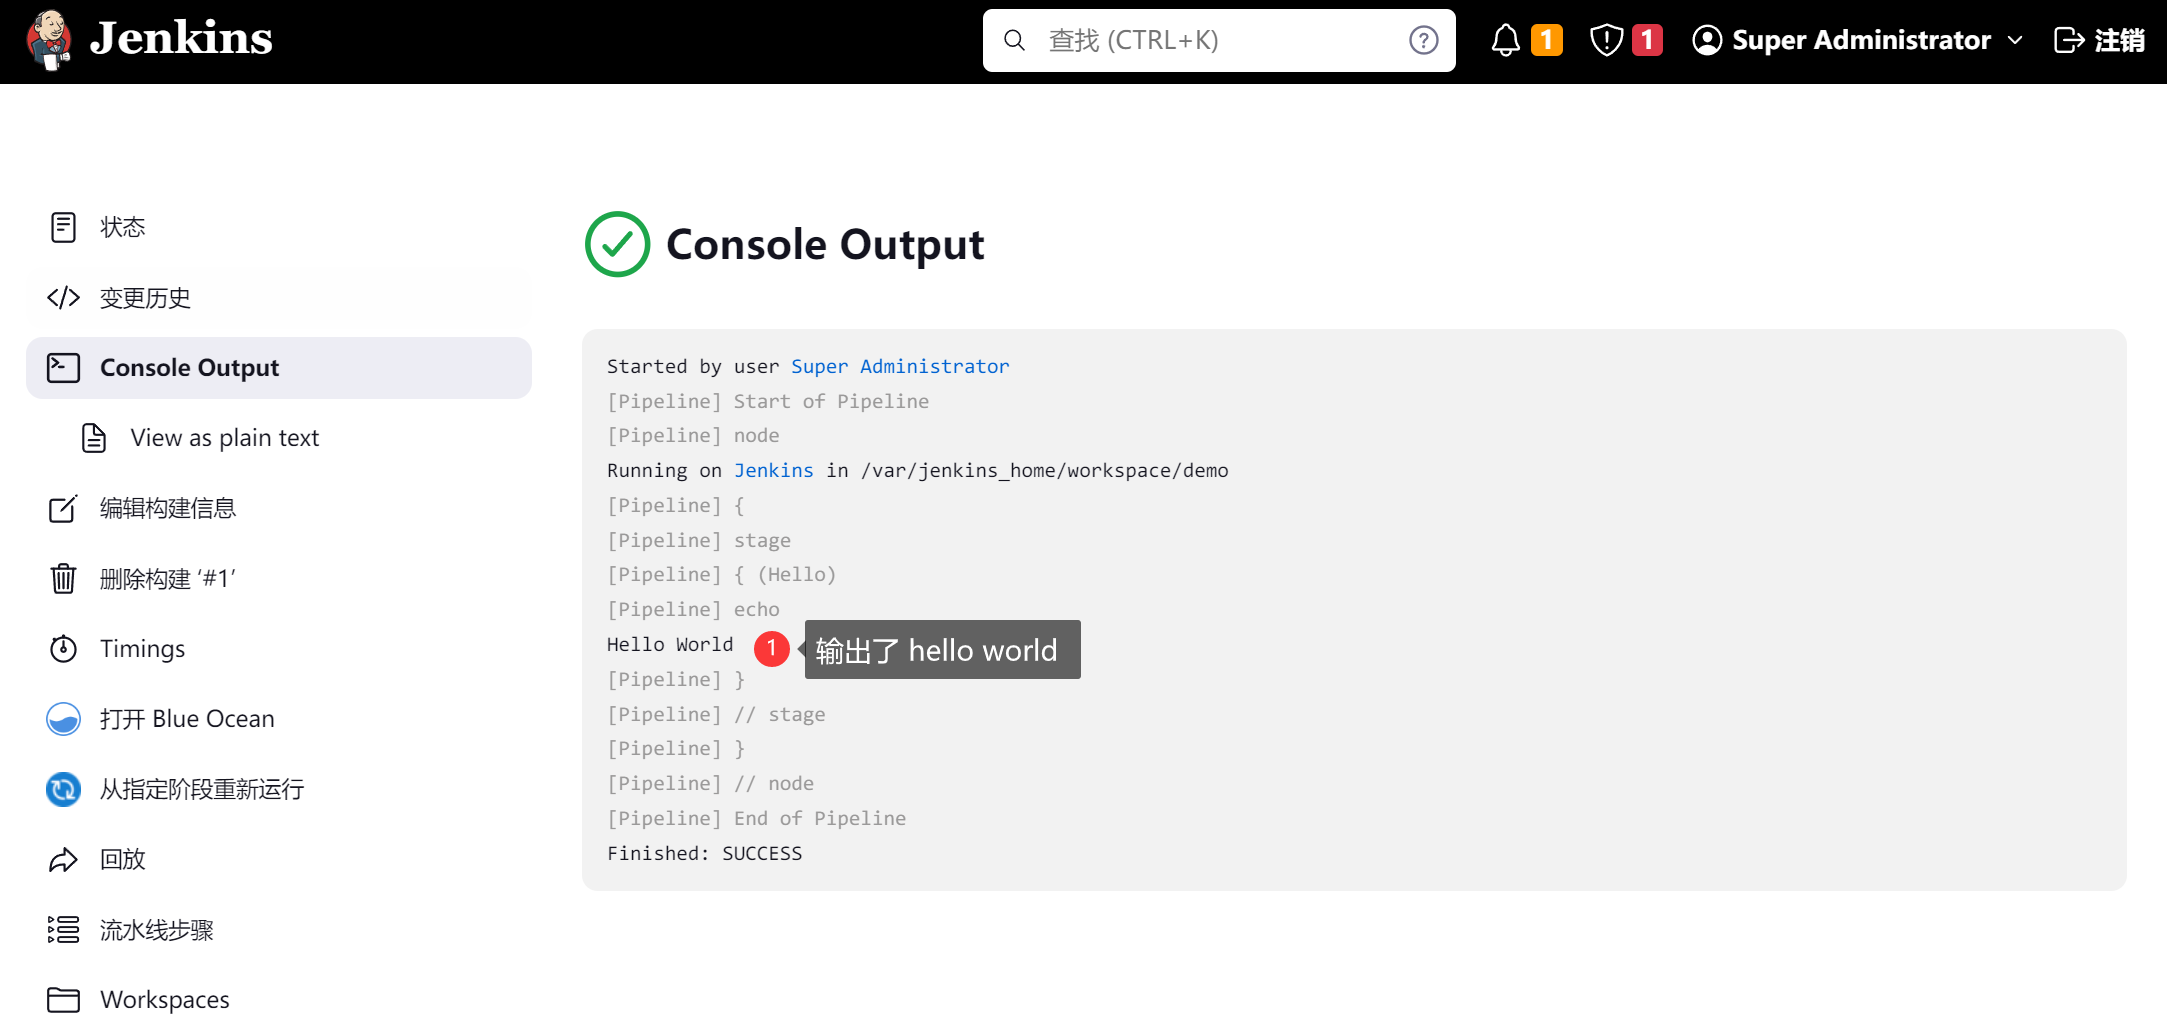 Jenkins
查找 (CTRL+K)
1
1
Super Administrator
注销
状态
变更历史
Console Output
View as plain text
编辑构建信息
删除构建 ‘#1’
Timings
打开 Blue Ocean
从指定阶段重新运行
回放
流水线步骤
Workspaces
Console Output
Started by user Super Administrator
[Pipeline] Start of Pipeline
[Pipeline] node
Running on Jenkins in /var/jenkins_home/workspace/demo
[Pipeline] {
[Pipeline] stage
[Pipeline] { (Hello)
[Pipeline] echo
Hello World 1 输出了 hello world
[Pipeline] }
[Pipeline] // stage
[Pipeline] }
[Pipeline] // node
[Pipeline] End of Pipeline
Finished: SUCCESS